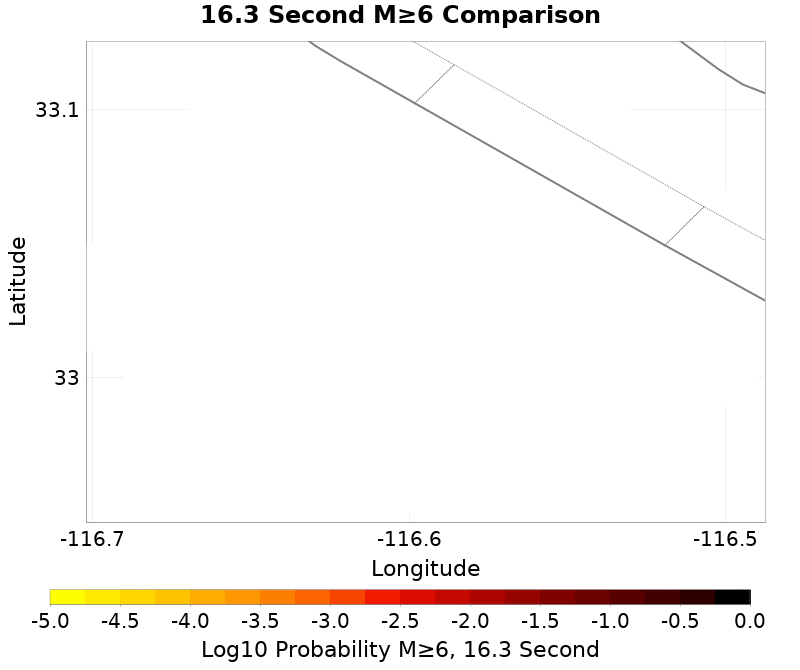 16.3 Second M≥6 Comparison
33.1
33
Latitude
-116.7 -116.6 -116.5
Longitude
-5.0 -4.5 -4.0 -3.5 -3.0 -2.5 -2.0 -1.5 -1.0 -0.5 0.0
Log10 Probability M≥6, 16.3 Second